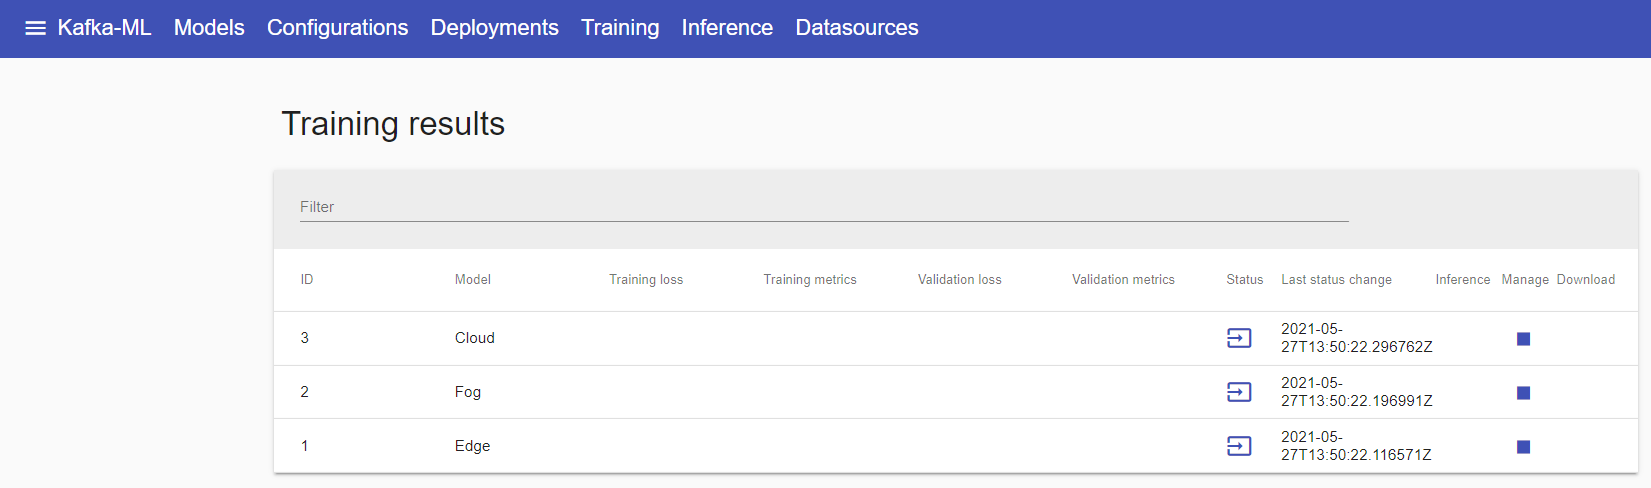 Kafka-ML Models Configurations Deployments Training Inference Datasources
Training results
Filter
ID Model Training loss Training metrics Validation loss Validation metrics Status Last status change Inference Manage Download
3 Cloud 2021-05-
27T13:50:22.296762Z
2 Fog 2021-05-
27T13:50:22.196991Z
1 Edge 2021-05-
27T13:50:22.116571Z